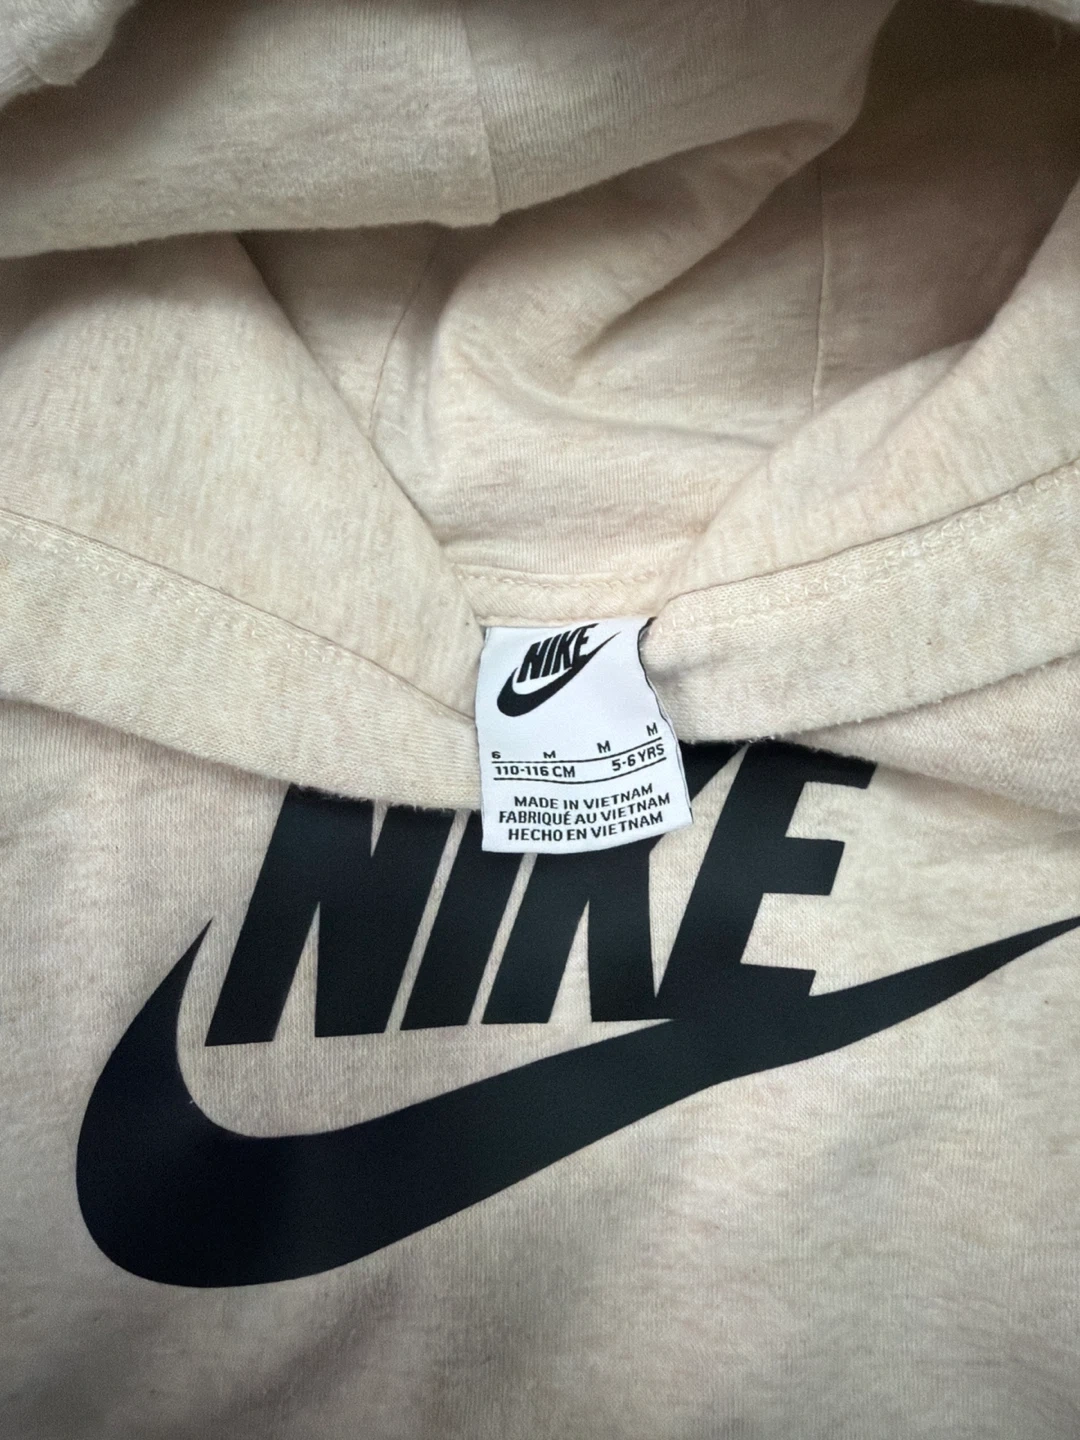 NIKE
6 M M M
110-116 CM 5-6 YRS
MADE IN VIETNAM
FABRIQUÉ AU VIETNAM
HECHO EN VIETNAM
NIKE